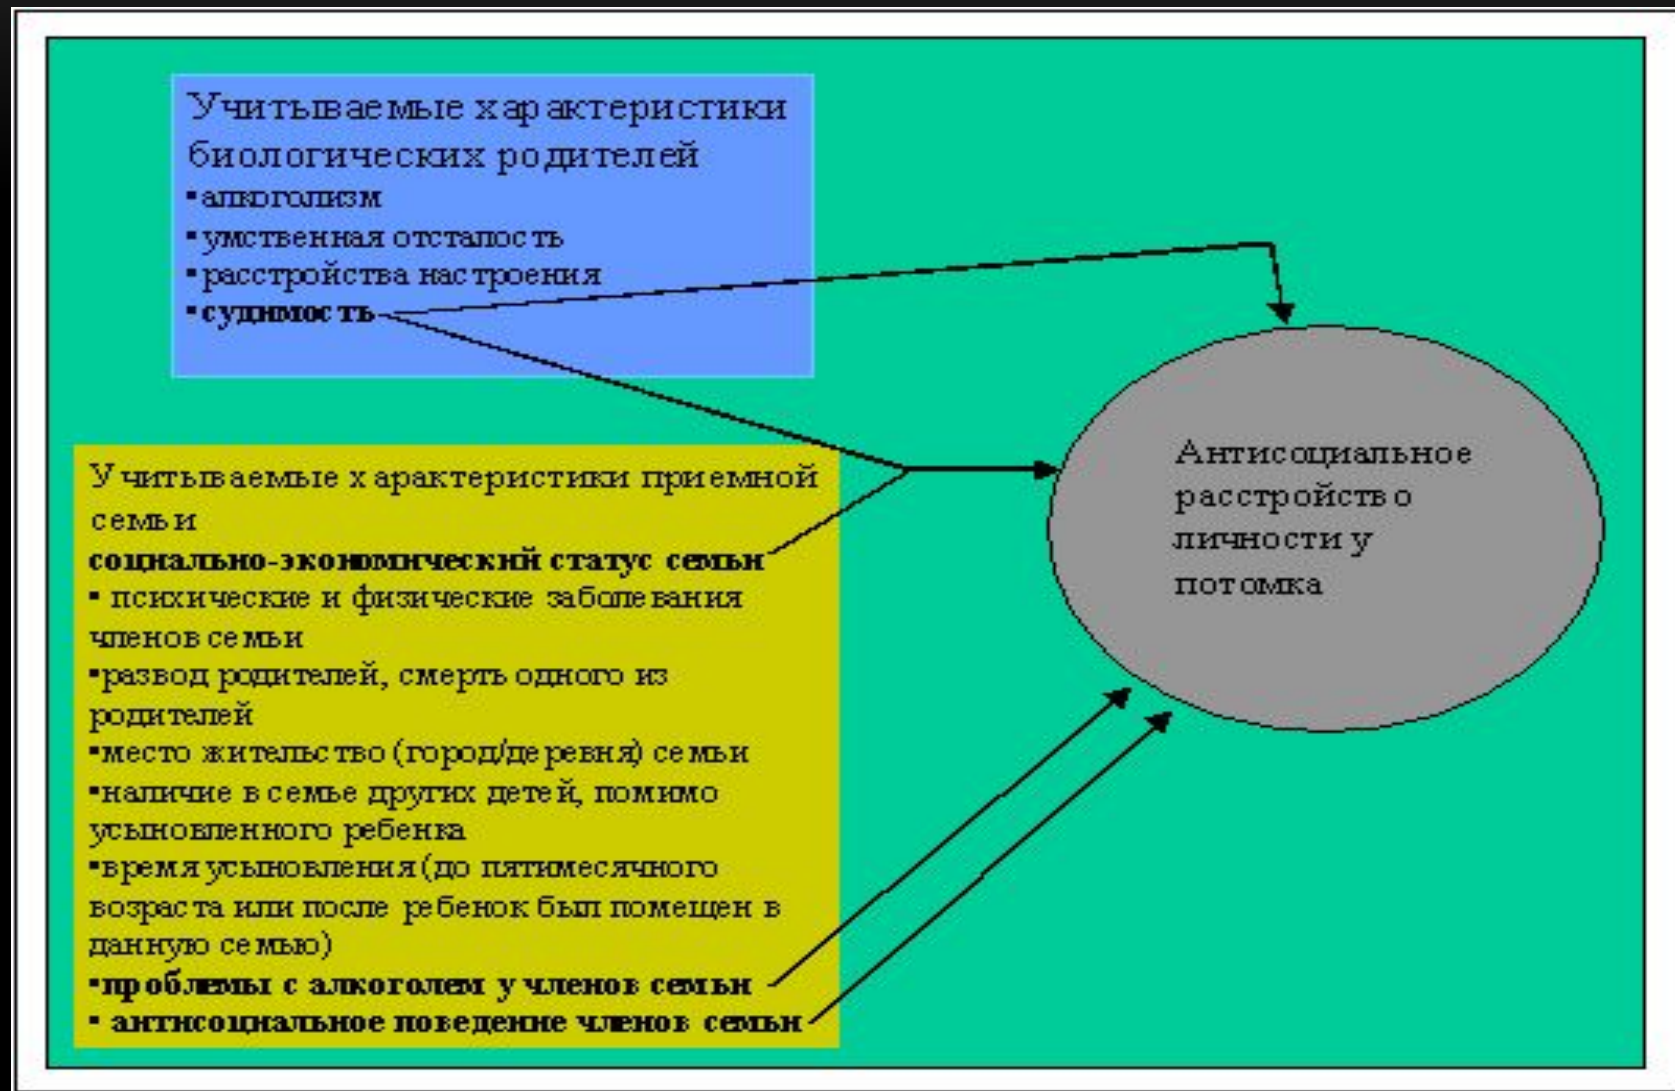 Учитываемые характеристики
биологических родителей
▪алкоголизм
▪умственная отсталость
▪расстройства настроения
▪судимость
Учитываемые характеристики приемной
семьи
социально-экономический статус семьи
▪ психические и физические заболевания
членов семьи
▪развод родителей, смерть одного из
родителей
▪место жительство (город/деревня) семьи
▪наличие в семье других детей, помимо
усыновленного ребенка
▪время усыновления (до пятимесячного
возраста или после ребенок был помещен в
данную семью)
▪проблемы с алкоголем у членов семьи
▪ антисоциальное поведение членов семьи
Антисоциальное
расстройство
личности у
потомка